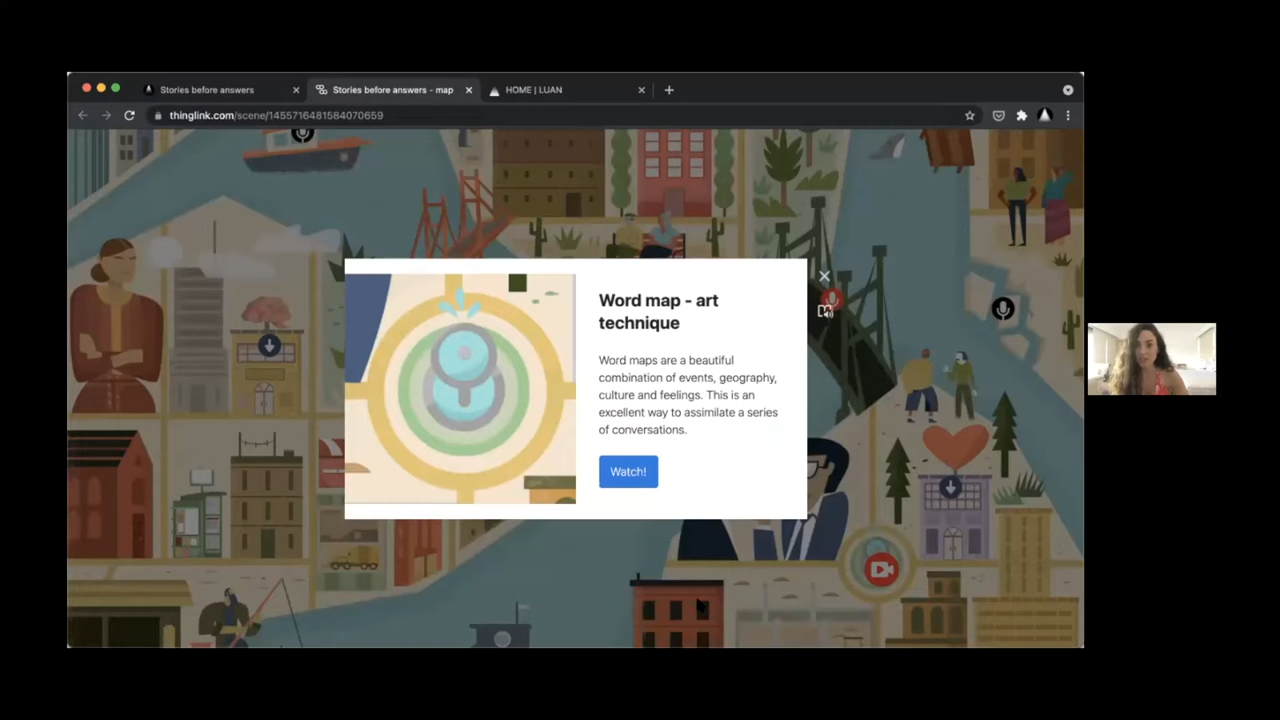 Stories before answers
Stories before answers - map
HOME | LUAN
thinglink.com/scene/1455716481584070659
Word map - art
technique
Word maps are a beautiful
combination of events, geography,
culture and feelings. This is an
excellent way to assimilate a series
of conversations.
Watch!